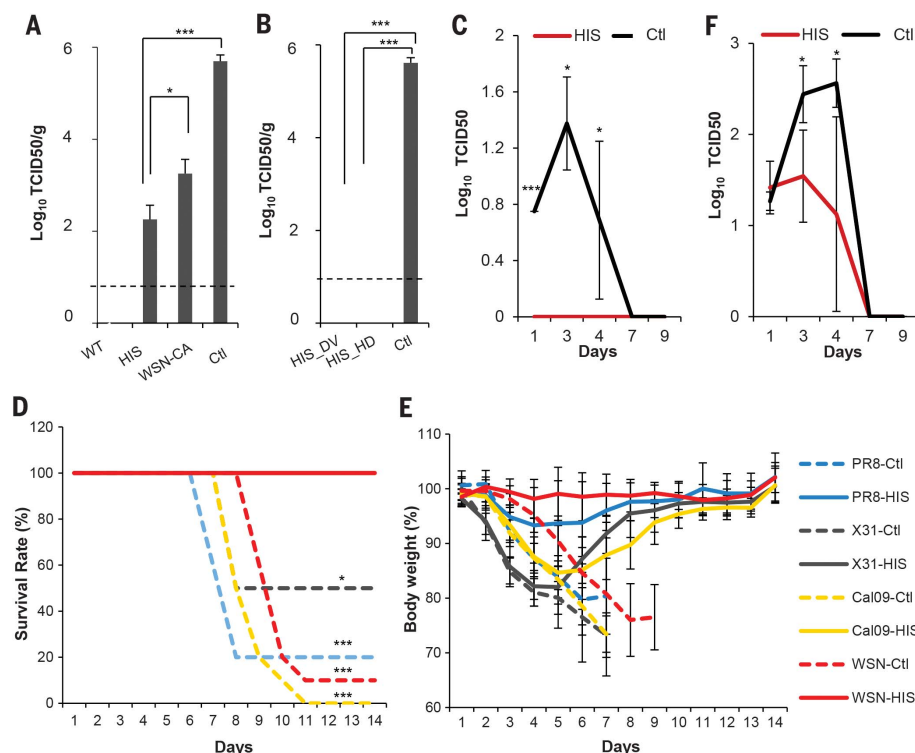 A
Log10 TCID50/g
6
4
2
0
***
*
WT
HIS
WSN-CA
Ctl
B
Log10 TCID50/g
6
4
2
0
***
***
HIS_DV
HIS_HD
Ctl
C
HIS Ctl
Log10 TCID50
2
1.6
1.2
0.8
0.4
0
***
*
*
1 3 4 7 9
Days
F
HIS Ctl
Log10 TCID50
3
2
1
0
*
*
1 3 4 7 9
Days
D
Survival Rate (%)
120
100
80
60
40
20
0
*
***
***
***
1 2 3 4 5 6 7 8 9 10 11 12 13 14
Days
E
Body weight (%)
110
100
90
80
70
60
1 2 3 4 5 6 7 8 9 10 11 12 13 14
Days
PR8-Ctl
PR8-HIS
X31-Ctl
X31-HIS
Cal09-Ctl
Cal09-HIS
WSN-Ctl
WSN-HIS